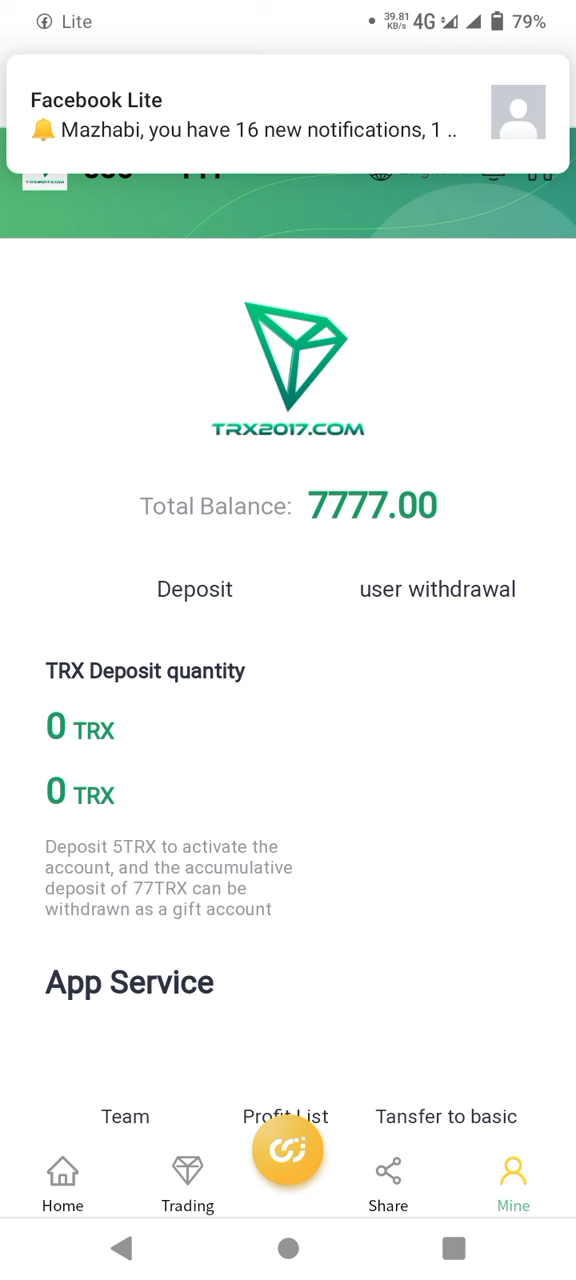 Lite
39.81
KB/s
4G
79%
Facebook Lite
🔔 Mazhabi, you have 16 new notifications, 1 ..
TRX2017.COM
Total Balance: 7777.00
Deposit
user withdrawal
TRX Deposit quantity
0 TRX
0 TRX
Deposit 5TRX to activate the
account, and the accumulative
deposit of 77TRX can be
withdrawn as a gift account
App Service
Team
Profit List
Tansfer to basic
Home
Trading
Share
Mine